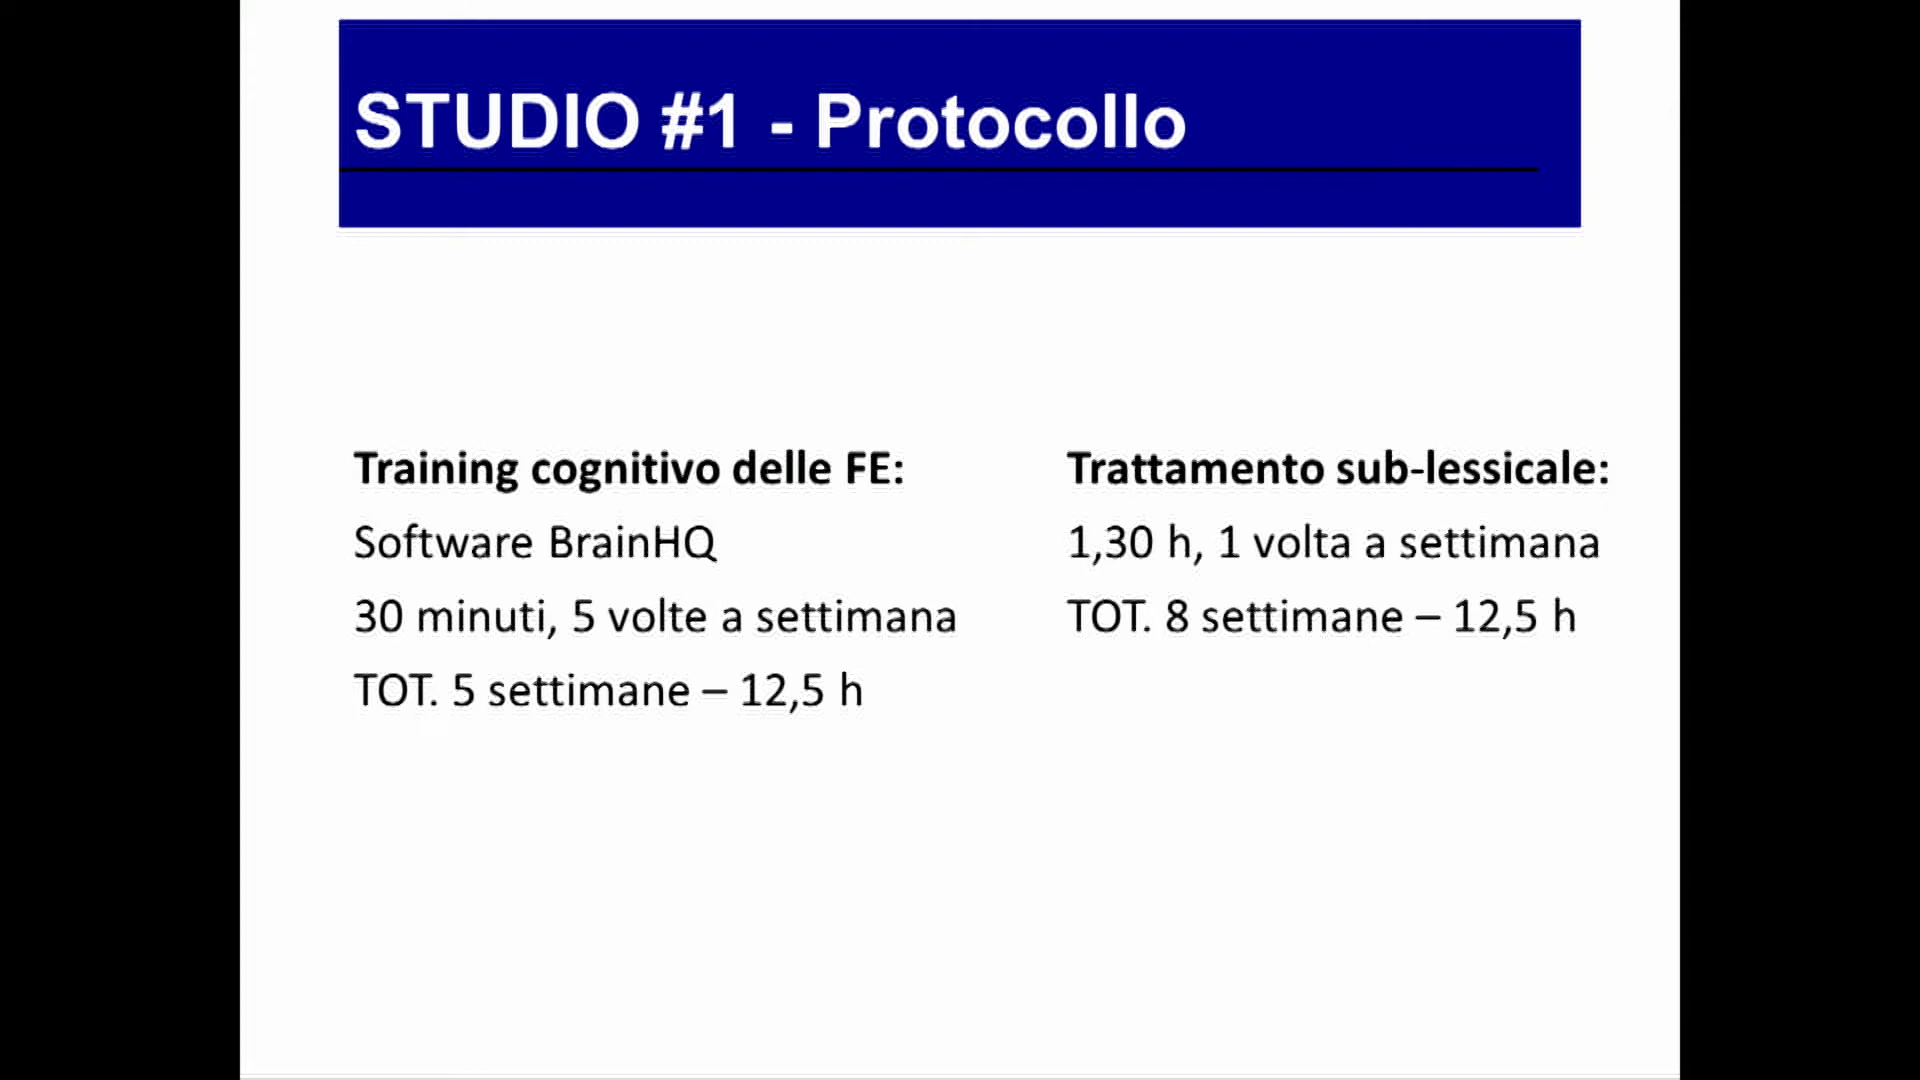 STUDIO #1 - Protocollo
Training cognitivo delle FE:
Software BrainHQ
30 minuti, 5 volte a settimana
TOT. 5 settimane – 12,5 h
Trattamento sub-lessicale:
1,30 h, 1 volta a settimana
TOT. 8 settimane – 12,5 h